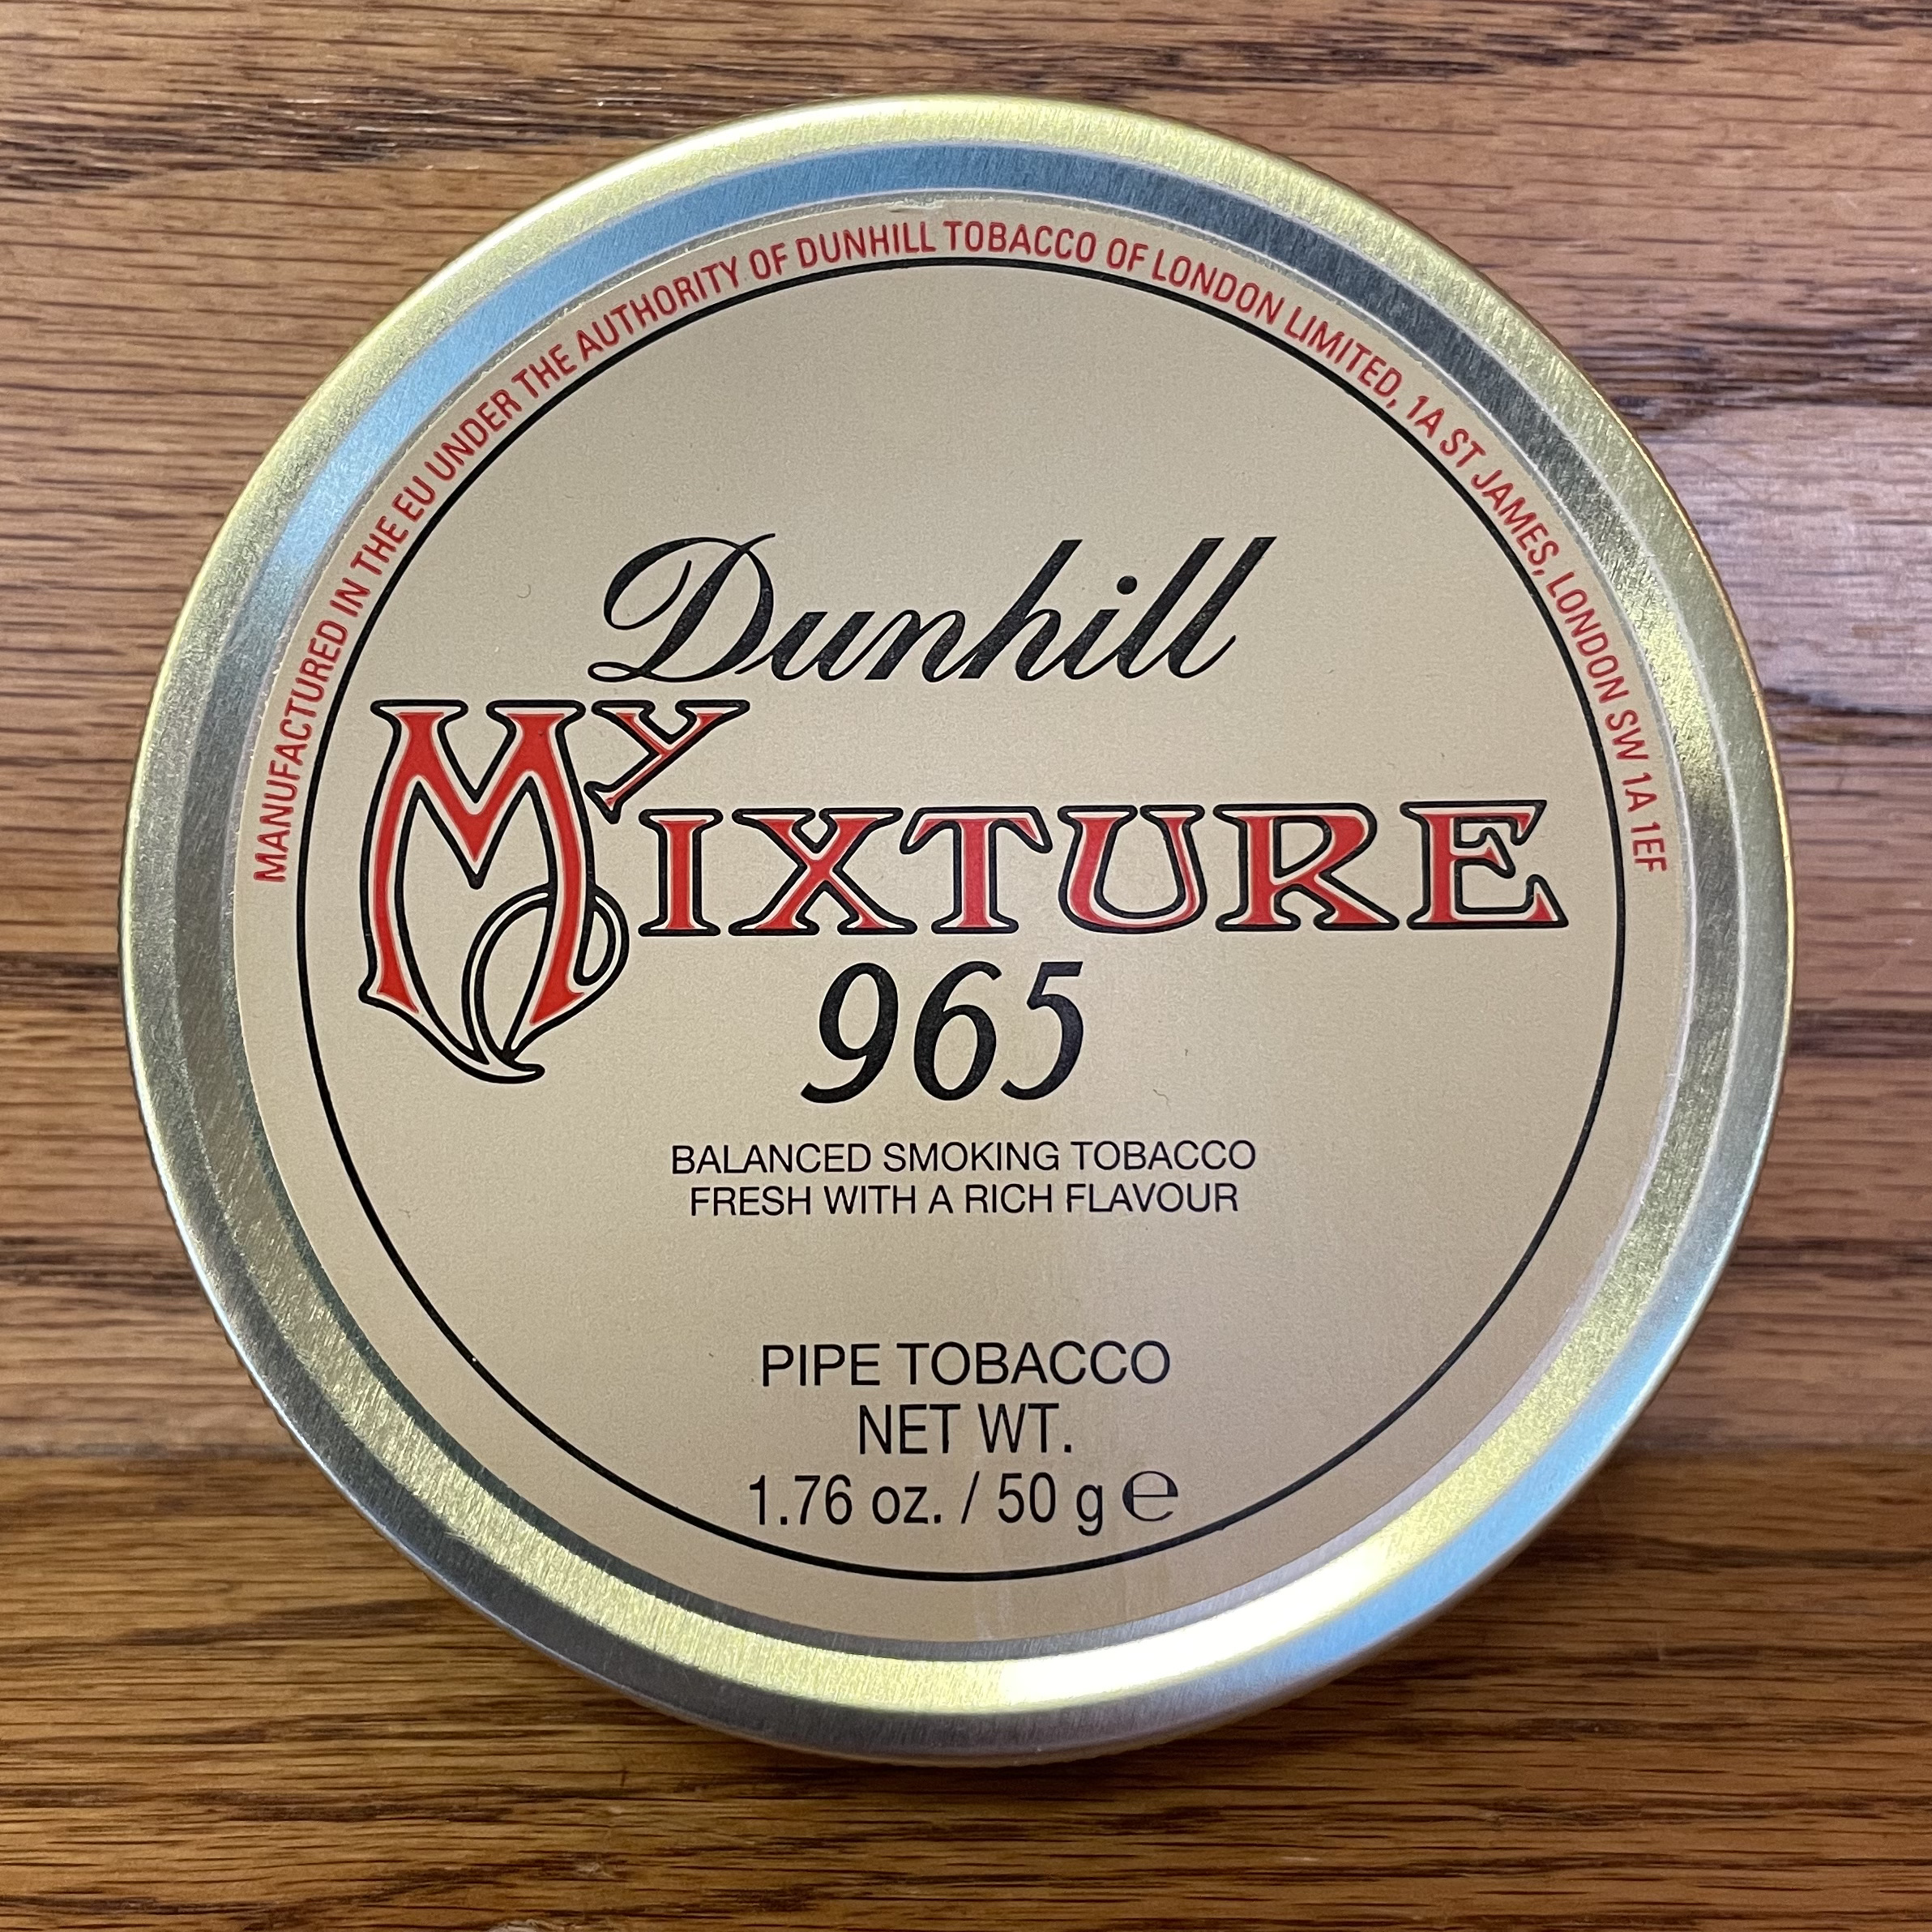 MANUFACTURED IN THE EU UNDER THE AUTHORITY OF DUNHILL TOBACCO OF LONDON LIMITED, 1A ST JAMES, LONDON SW 1A 1EF
Dunhill
My
MIXTURE
965
BALANCED SMOKING TOBACCO
FRESH WITH A RICH FLAVOUR
PIPE TOBACCO
NET WT.
1.76 oz. / 50 g ℮